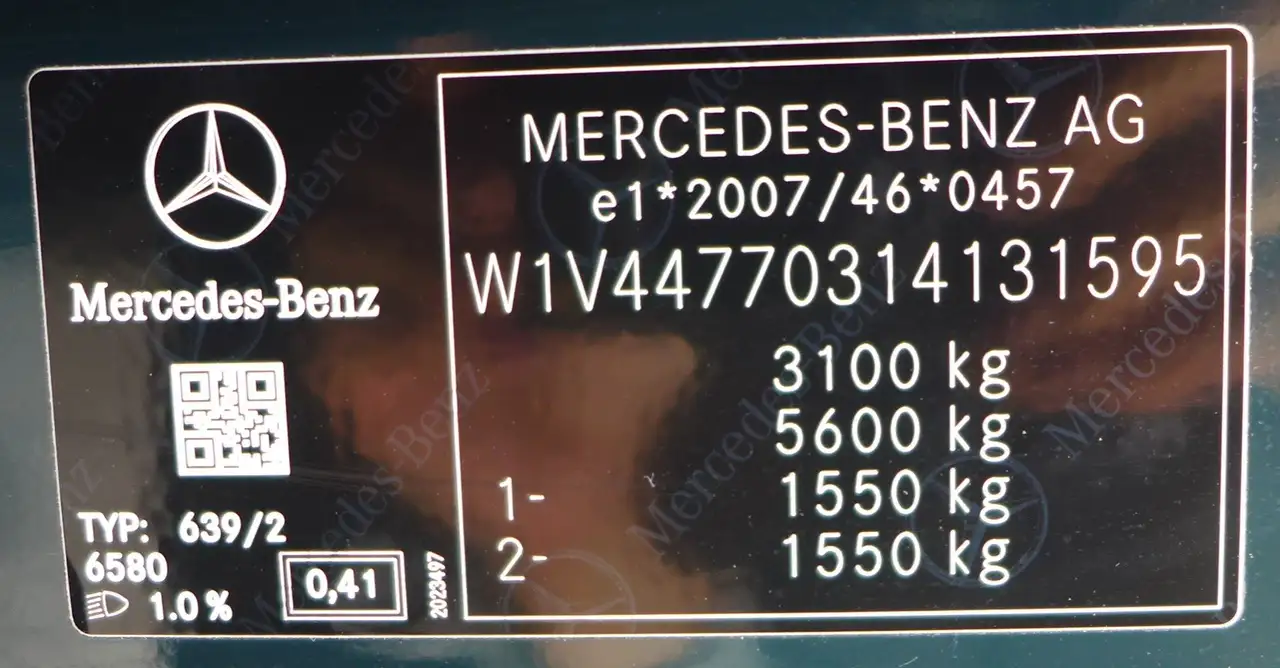 Mercedes-Benz
TYP: 639/2
6580
1.0 %
0,41
2023497
MERCEDES-BENZ AG
e1*2007/46*0457
W1V44770314131595
3100 kg
5600 kg
1- 1550 kg
2- 1550 kg